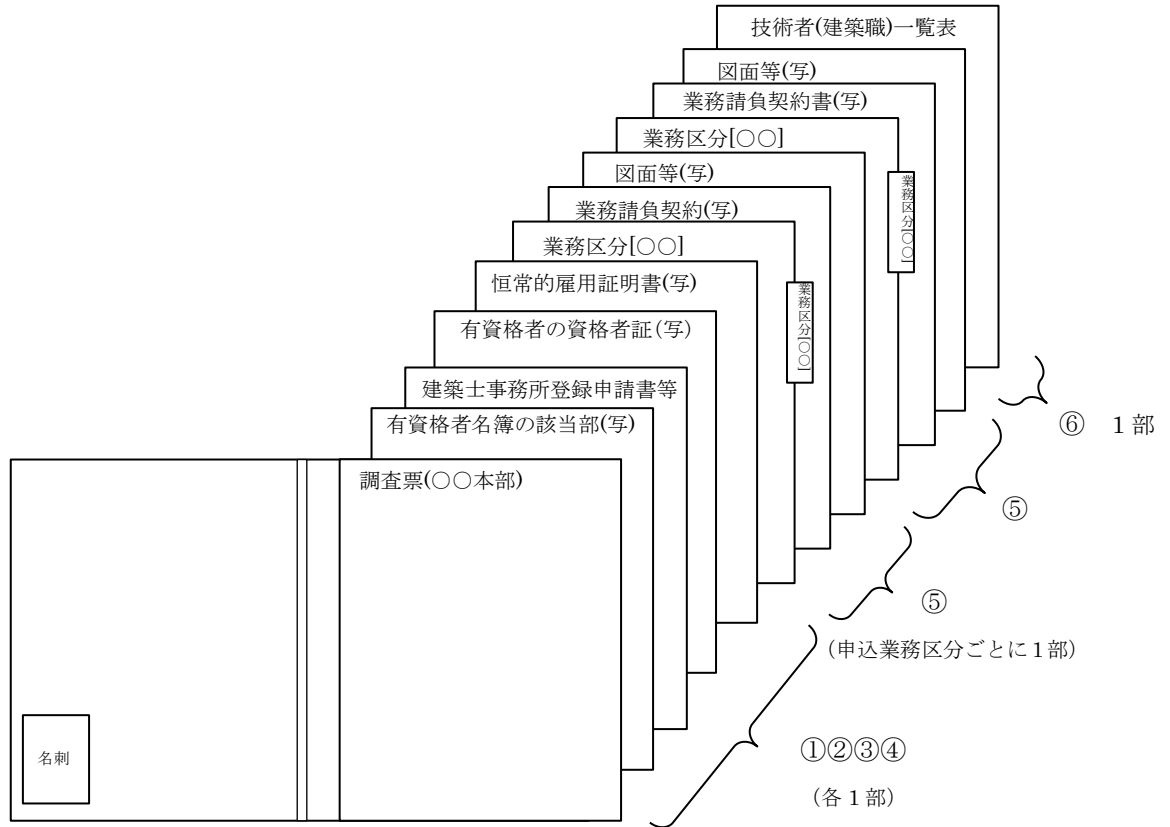 技術者(建築職)一覧表
図面等(写)
業務請負契約書(写)
業務区分[○○]
図面等(写)
業務区分[○○]
業務請負契約(写)
業務区分[○○]
恒常的雇用証明書(写)
業務区分[○○]
有資格者の資格者証(写)
建築士事務所登録申請書等
有資格者名簿の該当部(写)
⑥ 1部
調査票(○○本部)
⑤
⑤
(申込業務区分ごとに1部)
名刺
①②③④
(各1部)